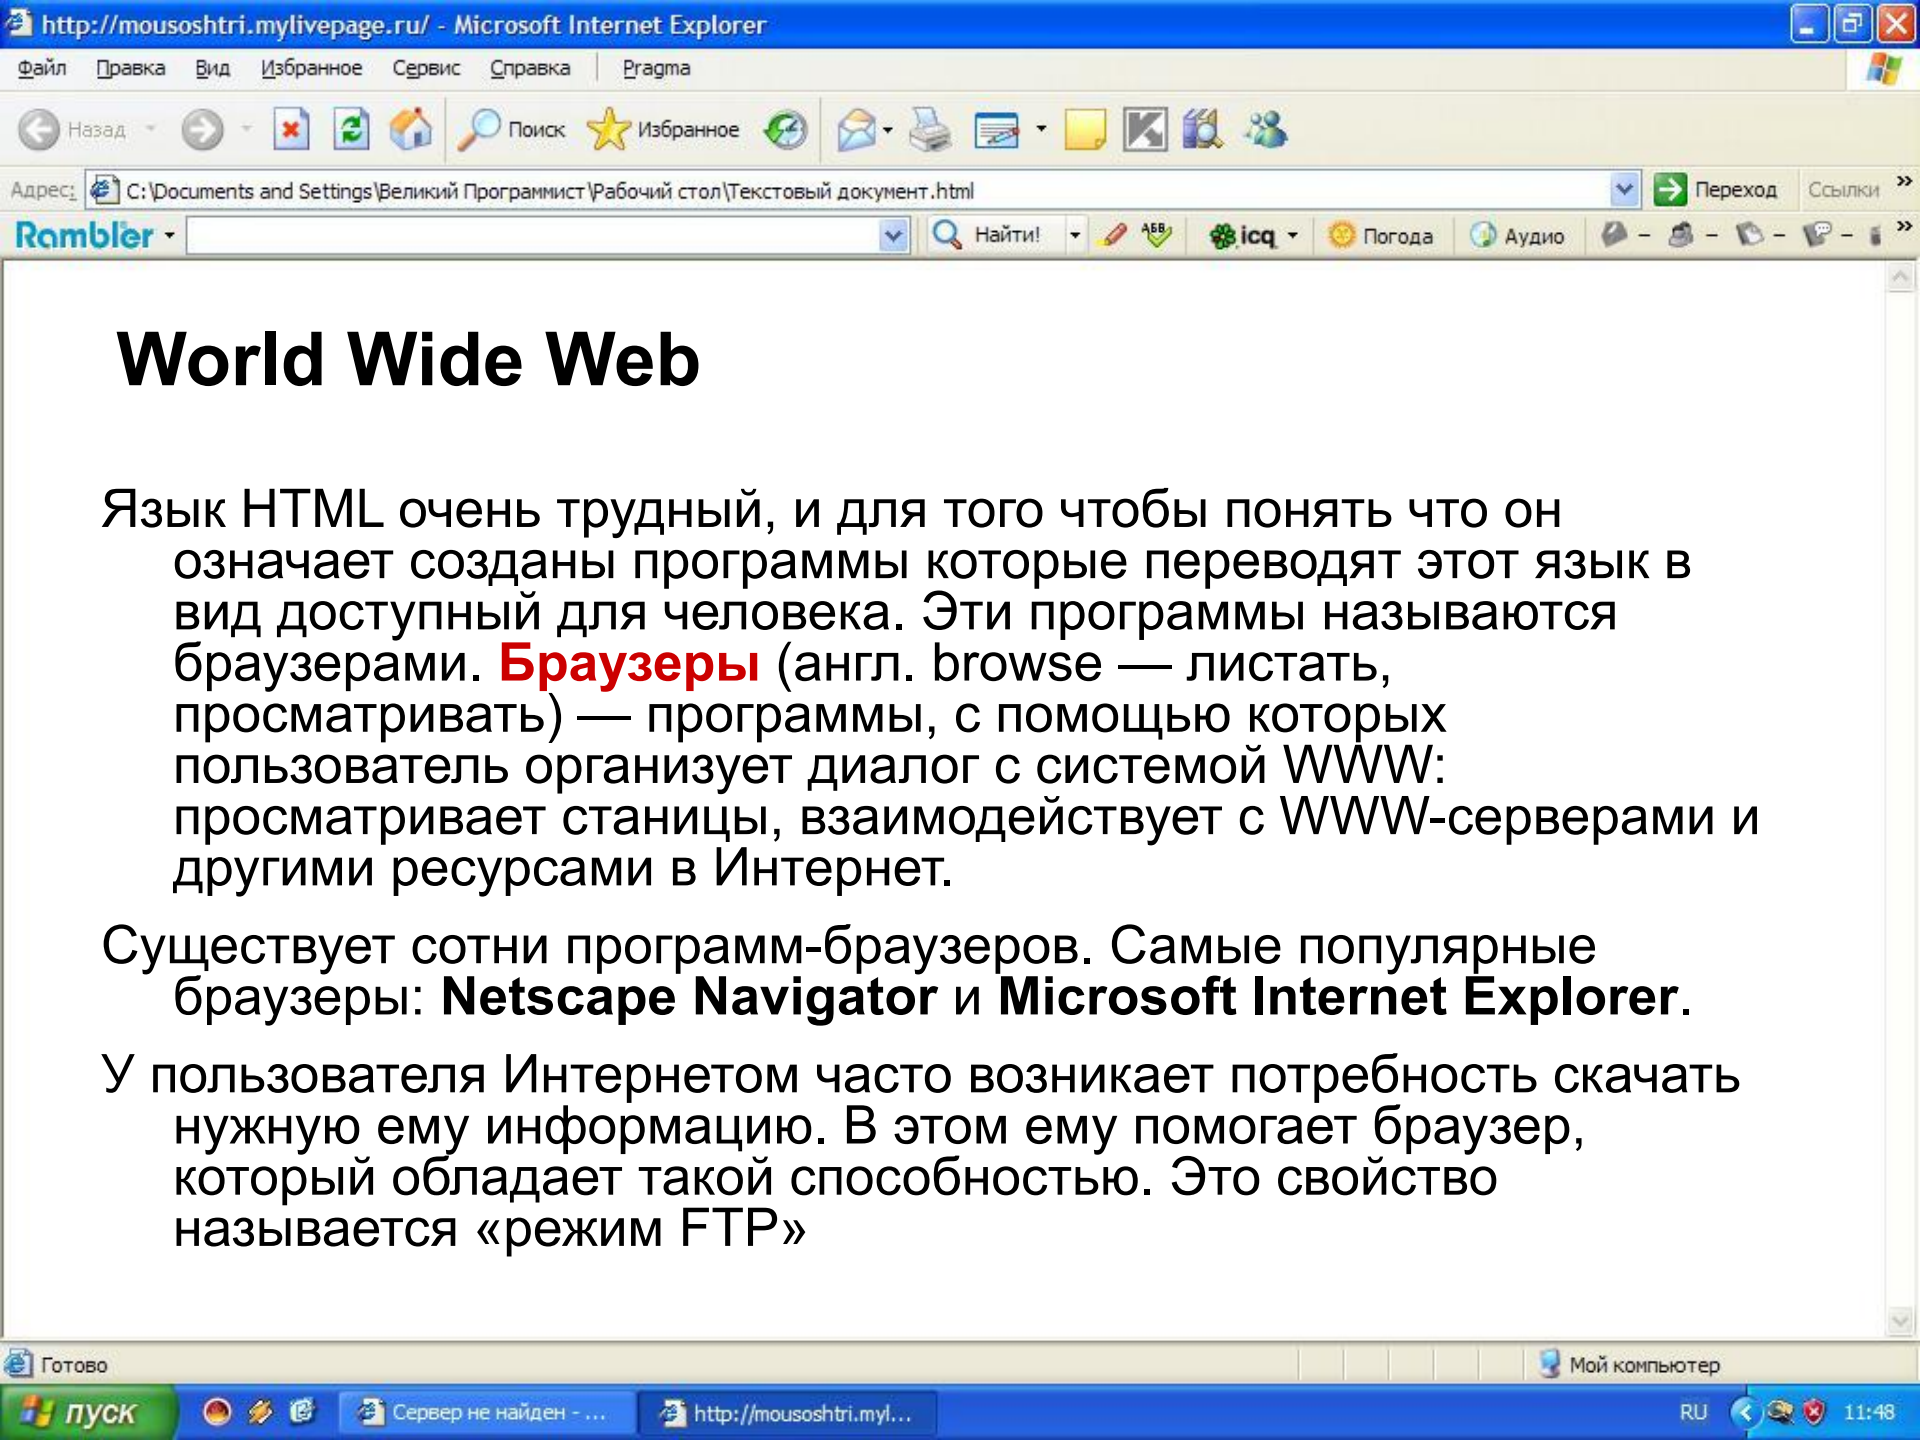 http://mousoshtri.mylivepage.ru/ - Microsoft Internet Explorer
Файл Правка Вид Избранное Сервис Справка Pragma
Назад Поиск Избранное
Адрес: C:\Documents and Settings\Великий Программист\Рабочий стол\Текстовый документ.html Переход Ссылки »
Rambler Найти! АБВ icq Погода Аудио »
World Wide Web
Язык HTML очень трудный, и для того чтобы понять что он
означает созданы программы которые переводят этот язык в
вид доступный для человека. Эти программы называются
браузерами. Браузеры (англ. browse — листать,
просматривать) — программы, с помощью которых
пользователь организует диалог с системой WWW:
просматривает станицы, взаимодействует с WWW-серверами и
другими ресурсами в Интернет.
Существует сотни программ-браузеров. Самые популярные
браузеры: Netscape Navigator и Microsoft Internet Explorer.
У пользователя Интернетом часто возникает потребность скачать
нужную ему информацию. В этом ему помогает браузер,
который обладает такой способностью. Это свойство
называется «режим FTP»
Готово Мой компьютер
пуск Сервер не найден - ... http://mousoshtri.myl... RU 11:48